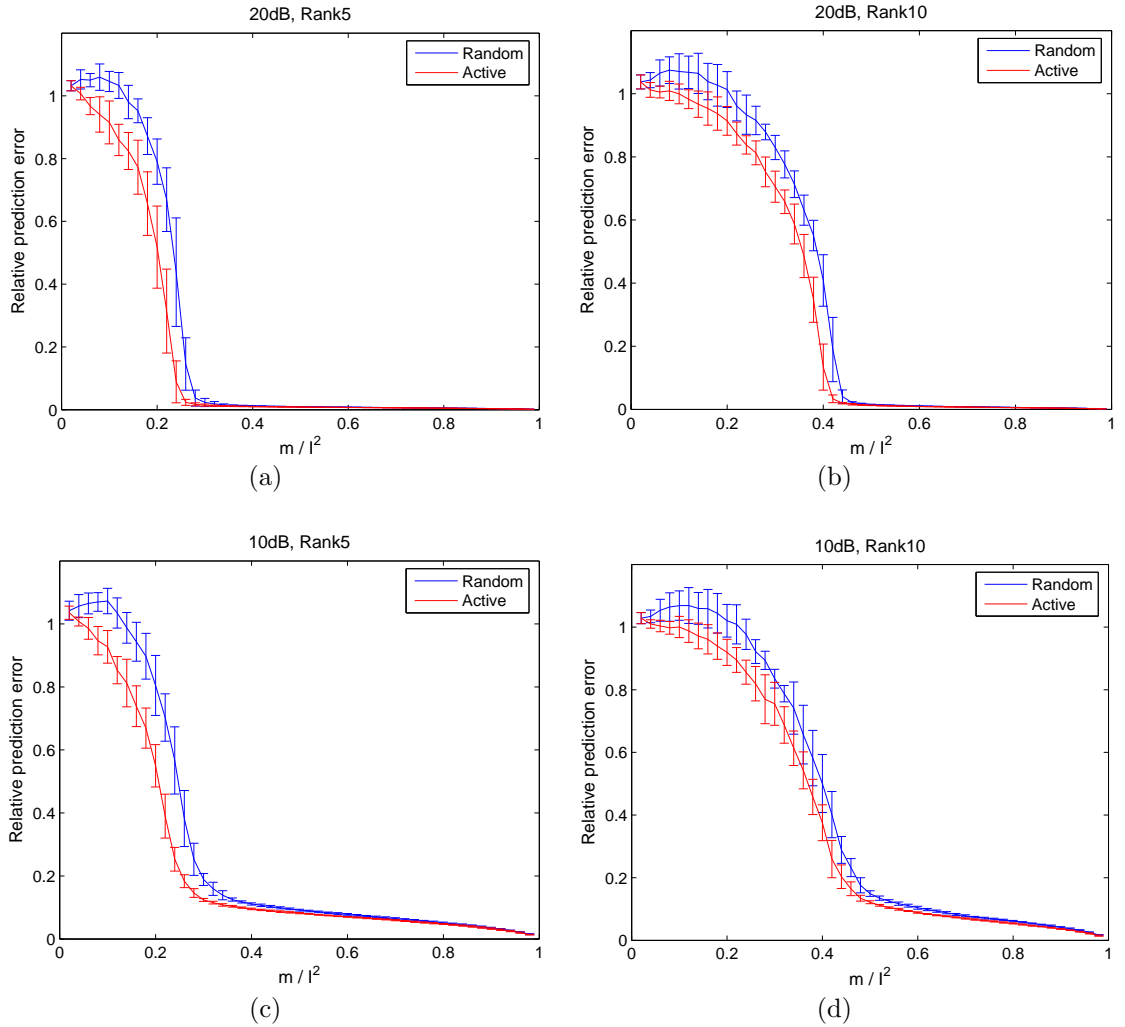 20dB, Rank5
Random
Active
Relative prediction error
1
0.8
0.6
0.4
0.2
0
0 0.2 0.4 0.6 0.8 1
m / l²
(a)
20dB, Rank10
Random
Active
Relative prediction error
1
0.8
0.6
0.4
0.2
0
0 0.2 0.4 0.6 0.8 1
m / l²
(b)
10dB, Rank5
Random
Active
Relative prediction error
1
0.8
0.6
0.4
0.2
0
0 0.2 0.4 0.6 0.8 1
m / l²
(c)
10dB, Rank10
Random
Active
Relative prediction error
1
0.8
0.6
0.4
0.2
0
0 0.2 0.4 0.6 0.8 1
m / l²
(d)